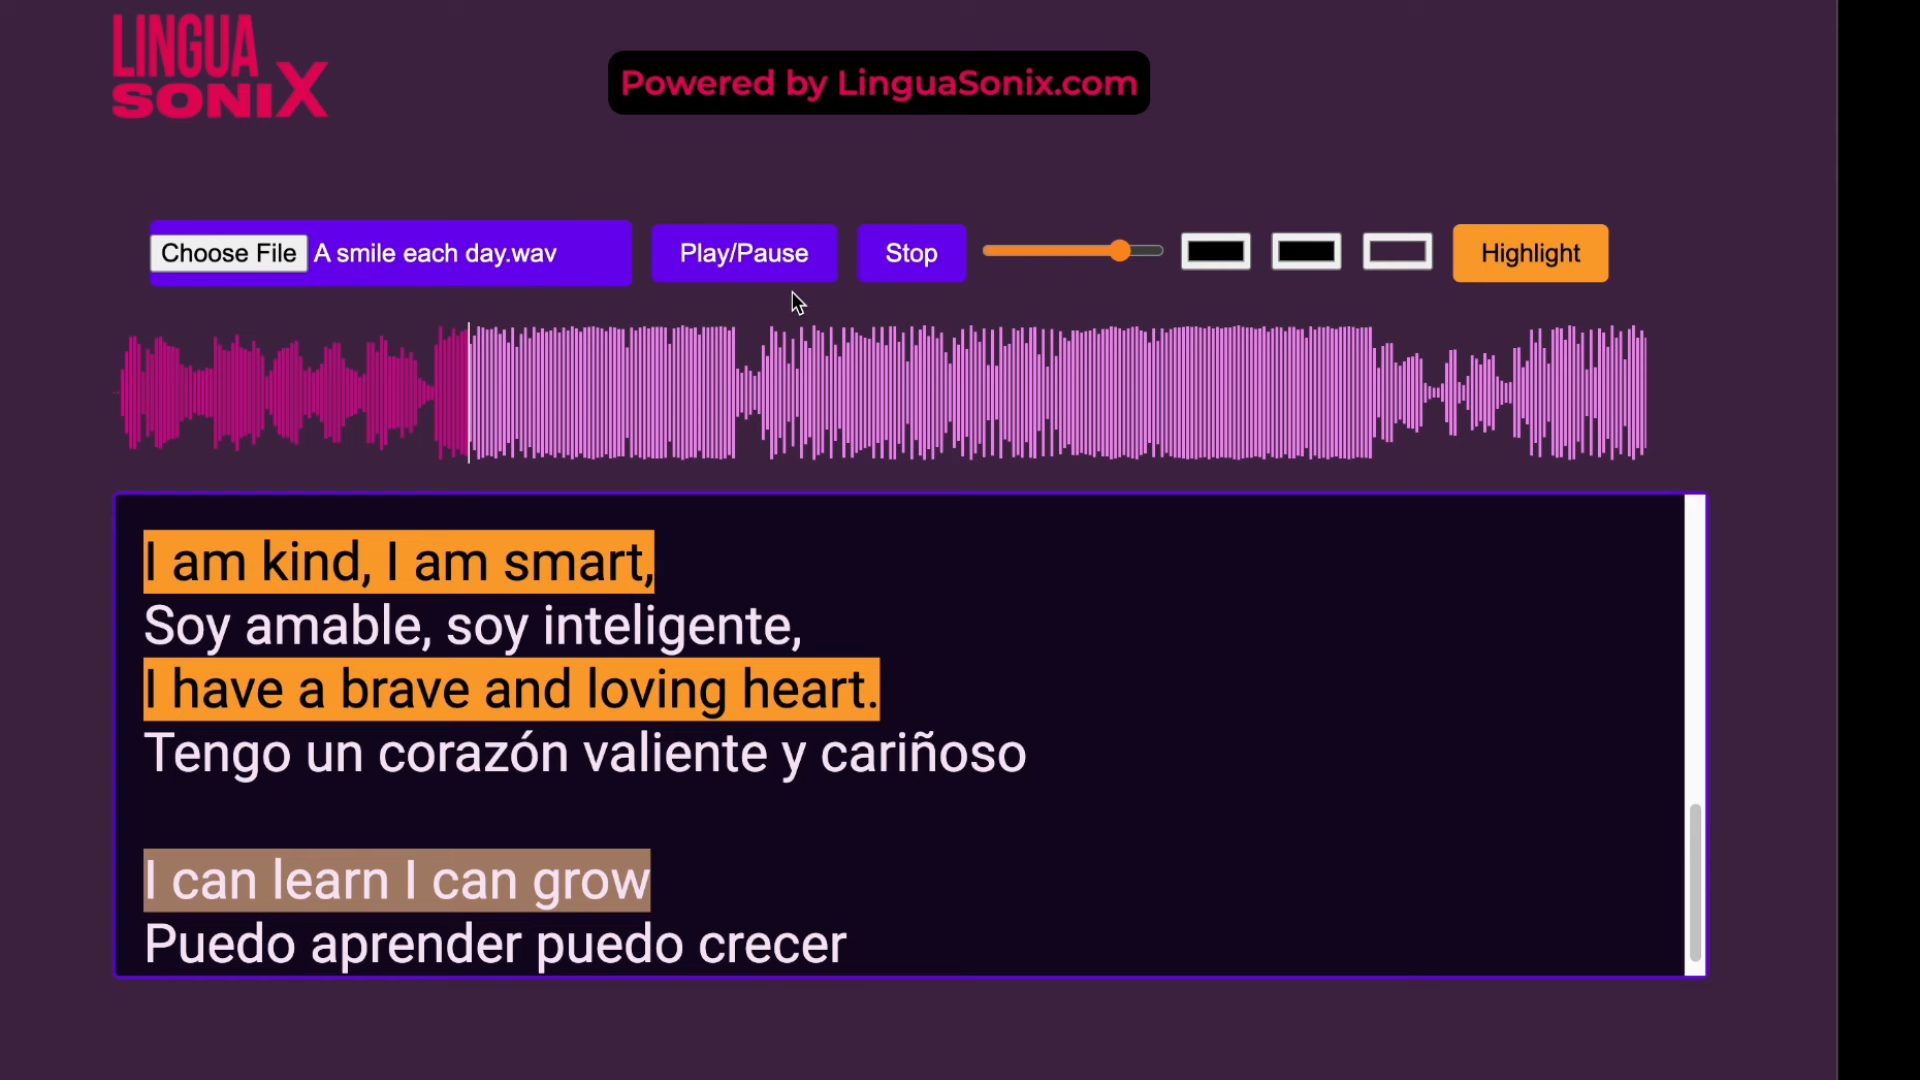 LINGUA
SONIX
Powered by LinguaSonix.com
Choose File A smile each day.wav
Play/Pause
Stop
Highlight
I am kind, I am smart,
Soy amable, soy inteligente,
I have a brave and loving heart.
Tengo un corazón valiente y cariñoso
I can learn I can grow
Puedo aprender puedo crecer